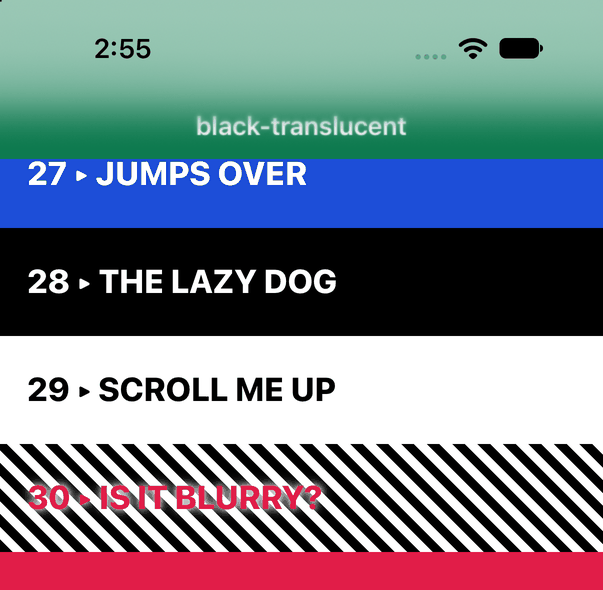 2:55
black-translucent
27 ▸ JUMPS OVER
28 ▸ THE LAZY DOG
29 ▸ SCROLL ME UP
30 ▸ IS IT BLURRY?